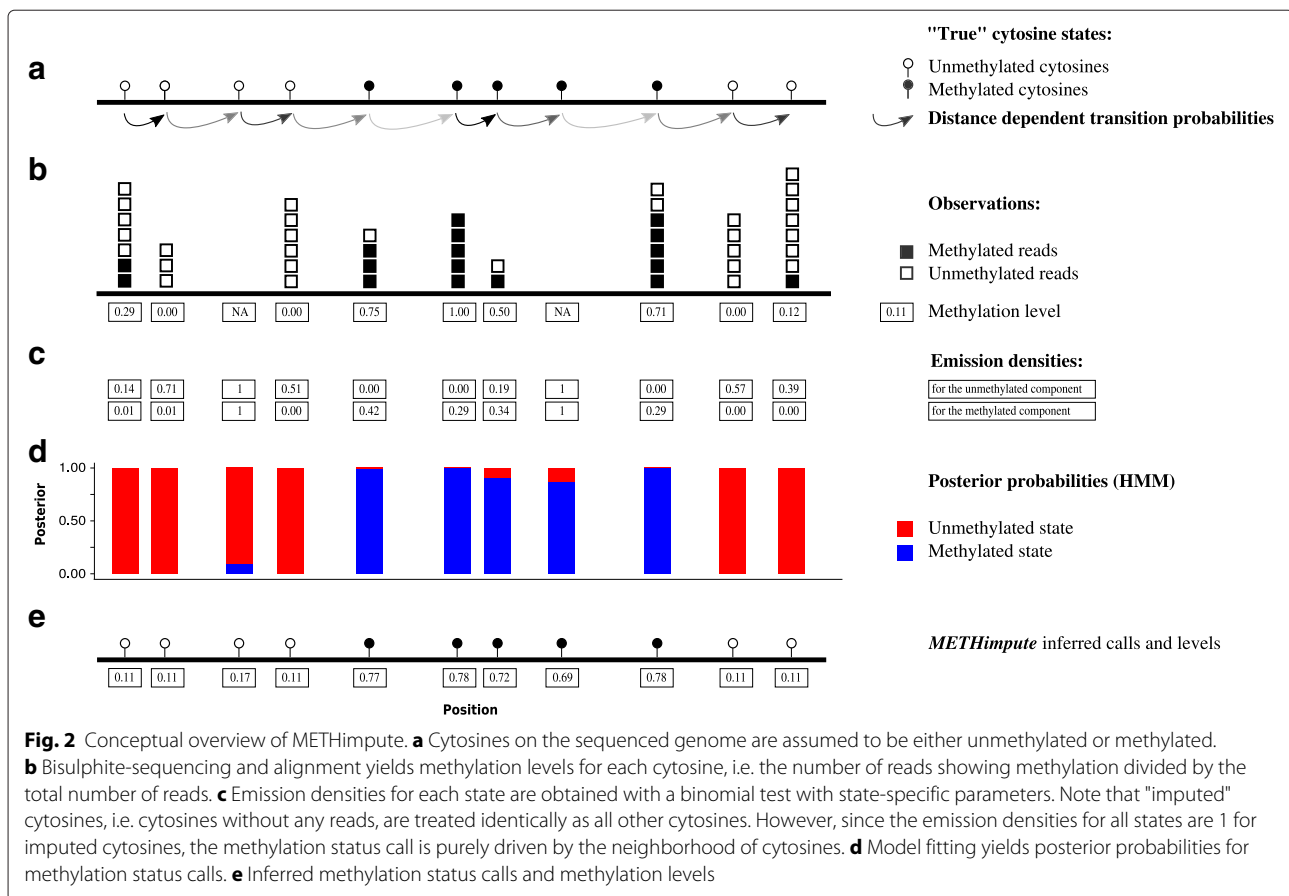 "True" cytosine states:
a
Unmethylated cytosines
Methylated cytosines
Distance dependent transition probabilities
b
Observations:
Methylated reads
Unmethylated reads
0.29 0.00 NA 0.00 0.75 1.00 0.50 NA 0.71 0.00 0.12
0.11 Methylation level
c
Emission densities:
0.14 0.71 1 0.51 0.00 0.00 0.19 1 0.00 0.57 0.39
for the unmethylated component
0.01 0.01 1 0.00 0.42 0.29 0.34 1 0.29 0.00 0.00
for the methylated component
d
Posterior
1.00
0.50
0.00
Posterior probabilities (HMM)
Unmethylated state
Methylated state
e
METHimpute inferred calls and levels
0.11 0.11 0.17 0.11 0.77 0.78 0.72 0.69 0.78 0.11 0.11
Position
Fig. 2 Conceptual overview of METHimpute. a Cytosines on the sequenced genome are assumed to be either unmethylated or methylated.
b Bisulphite-sequencing and alignment yields methylation levels for each cytosine, i.e. the number of reads showing methylation divided by the
total number of reads. c Emission densities for each state are obtained with a binomial test with state-specific parameters. Note that "imputed"
cytosines, i.e. cytosines without any reads, are treated identically as all other cytosines. However, since the emission densities for all states are 1 for
imputed cytosines, the methylation status call is purely driven by the neighborhood of cytosines. d Model fitting yields posterior probabilities for
methylation status calls. e Inferred methylation status calls and methylation levels